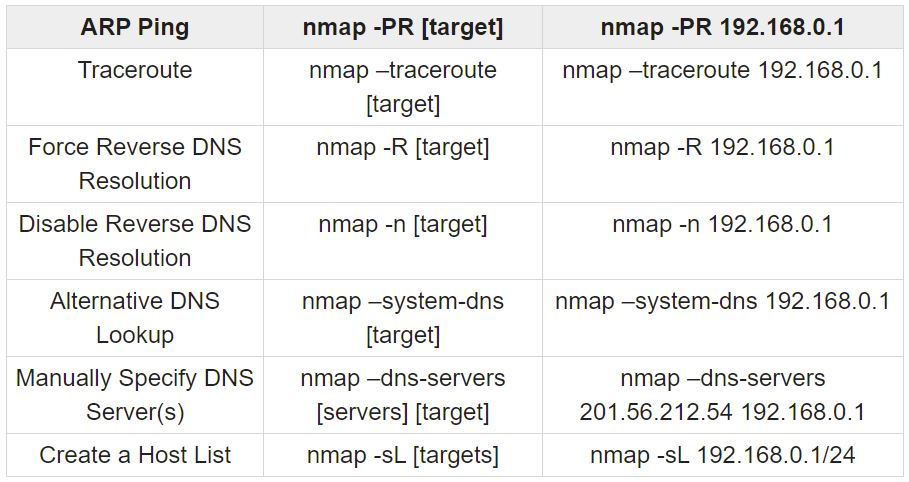 ARP Ping nmap -PR [target] nmap -PR 192.168.0.1
Traceroute nmap –traceroute nmap –traceroute 192.168.0.1
[target]
Force Reverse DNS nmap -R [target] nmap -R 192.168.0.1
Resolution
Disable Reverse DNS nmap -n [target] nmap -n 192.168.0.1
Resolution
Alternative DNS nmap –system-dns nmap –system-dns 192.168.0.1
Lookup [target]
Manually Specify DNS nmap –dns-servers nmap –dns-servers
Server(s) [servers] [target] 201.56.212.54 192.168.0.1
Create a Host List nmap -sL [targets] nmap -sL 192.168.0.1/24